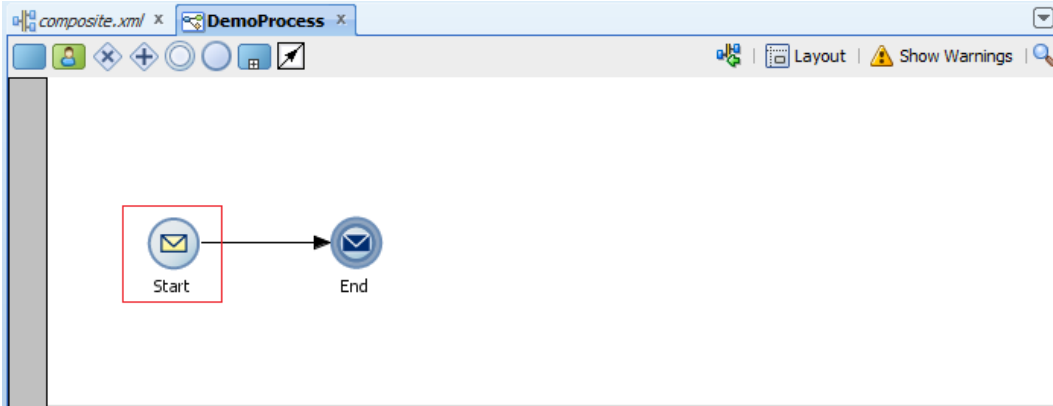 composite.xml x DemoProcess x
Layout Show Warnings
Start End